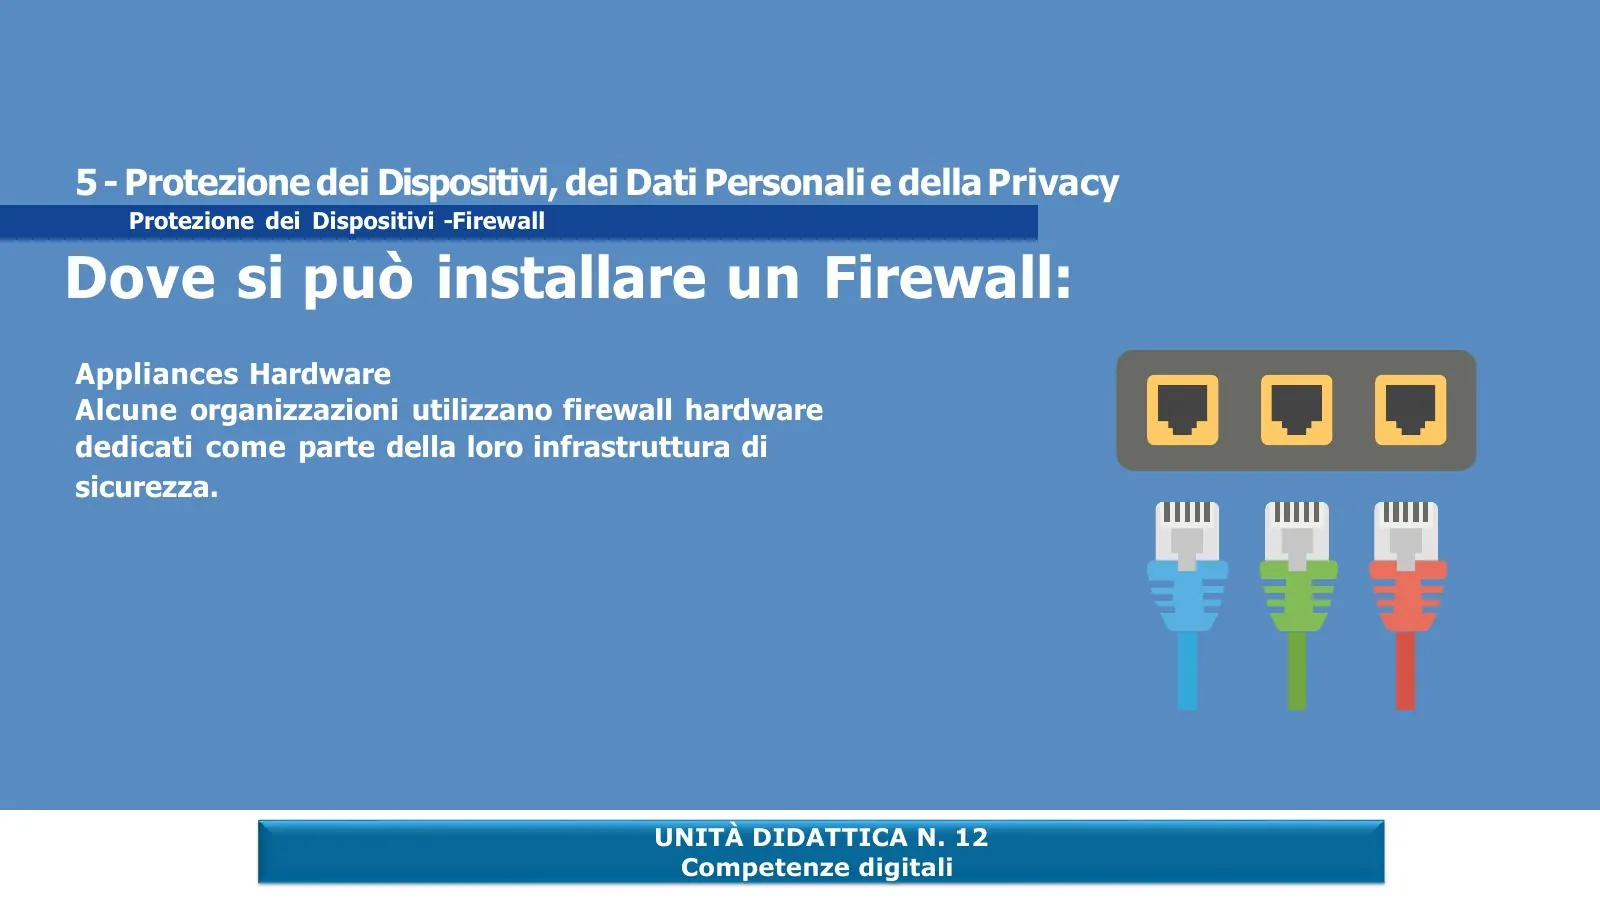 5 - Protezione dei Dispositivi, dei Dati Personali e della Privacy
Protezione dei Dispositivi -Firewall
Dove si può installare un Firewall:
Appliances Hardware
Alcune organizzazioni utilizzano firewall hardware
dedicati come parte della loro infrastruttura di
sicurezza.
UNITÀ DIDATTICA N. 12
Competenze digitali